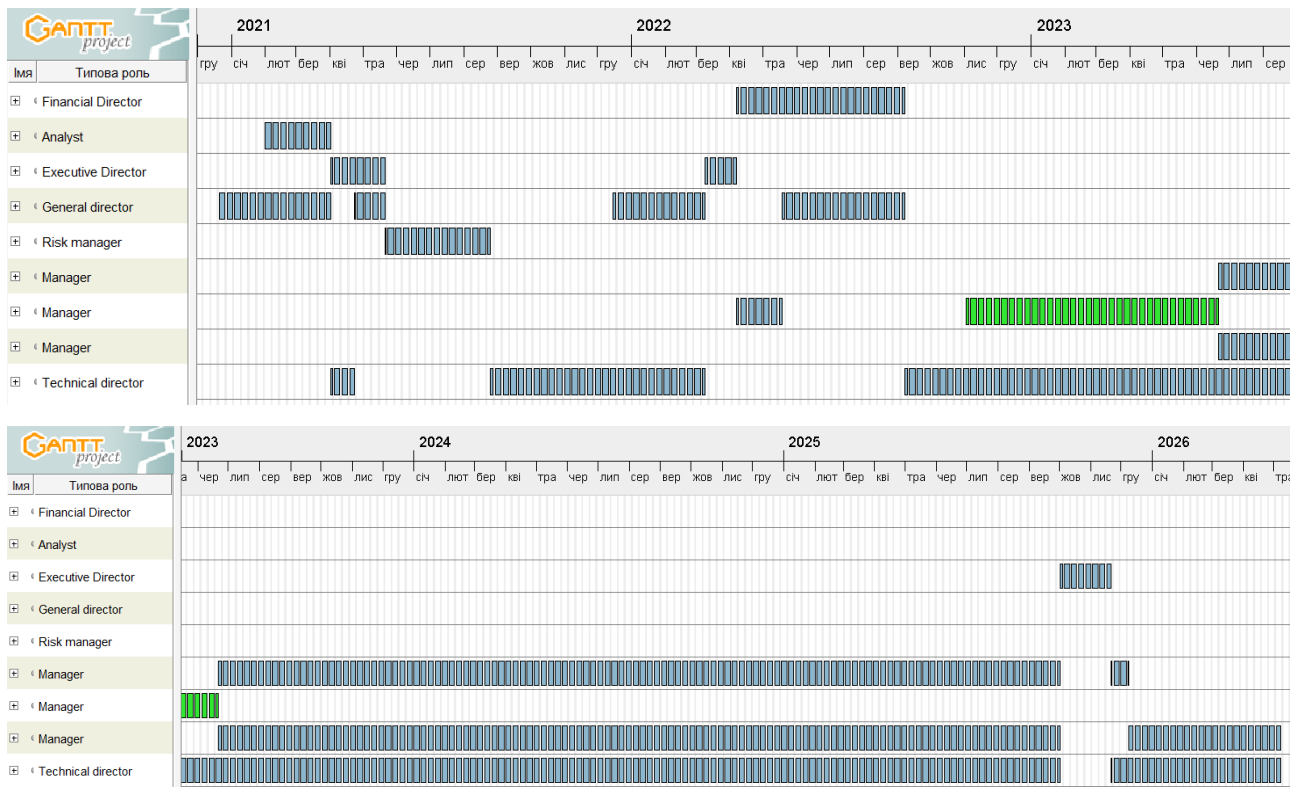 GANTT project
2021 2022 2023
Імя Типова роль
гру січ лют бер кві тра чер лип сер вер жов лис гру січ лют бер кві тра чер лип сер вер жов лис гру січ лют бер кві тра чер лип сер
Financial Director
Analyst
Executive Director
General director
Risk manager
Manager
Manager
Manager
Technical director
GANTT project
2023 2024 2025 2026
Імя Типова роль
а чер лип сер вер жов лис гру січ лют бер кві тра чер лип сер вер жов лис гру січ лют бер кві тра чер лип сер вер жов лис гру січ лют бер кві тра
Financial Director
Analyst
Executive Director
General director
Risk manager
Manager
Manager
Manager
Technical director